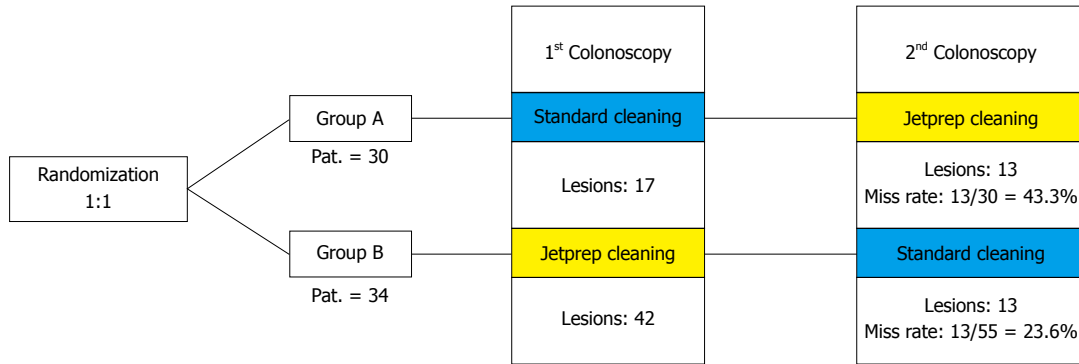 1st Colonoscopy
2nd Colonoscopy
Group A
Standard cleaning
Jetprep cleaning
Pat. = 30
Randomization
1:1
Lesions: 17
Lesions: 13
Miss rate: 13/30 = 43.3%
Group B
Jetprep cleaning
Standard cleaning
Pat. = 34
Lesions: 42
Lesions: 13
Miss rate: 13/55 = 23.6%